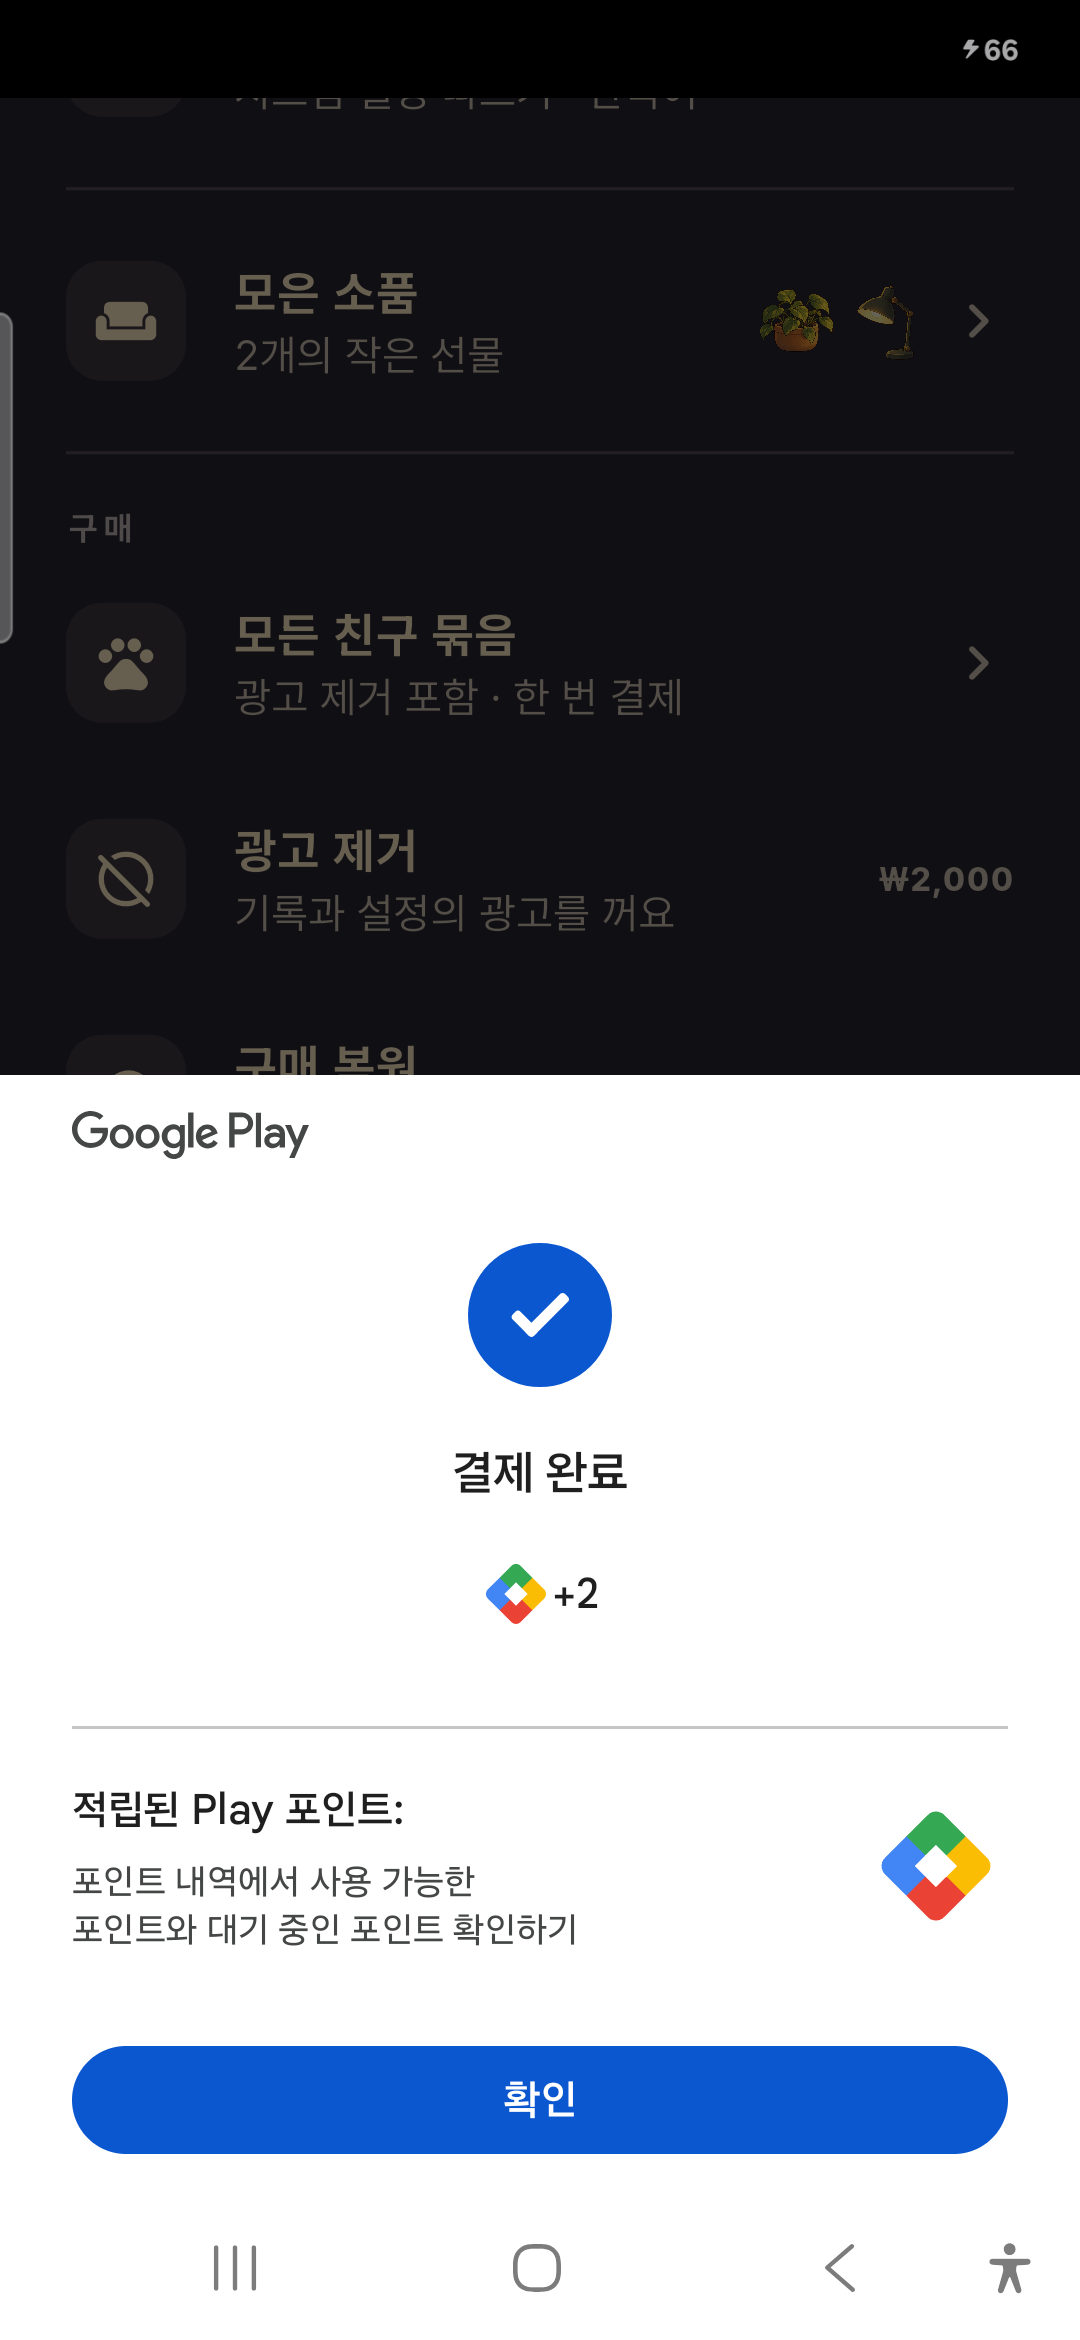 66
모은 소품
2개의 작은 선물
구매
모든 친구 묶음
광고 제거 포함 · 한 번 결제
광고 제거
기록과 설정의 광고를 꺼요
₩2,000
구매 복원
Google Play
결제 완료
+2
적립된 Play 포인트:
포인트 내역에서 사용 가능한
포인트와 대기 중인 포인트 확인하기
확인